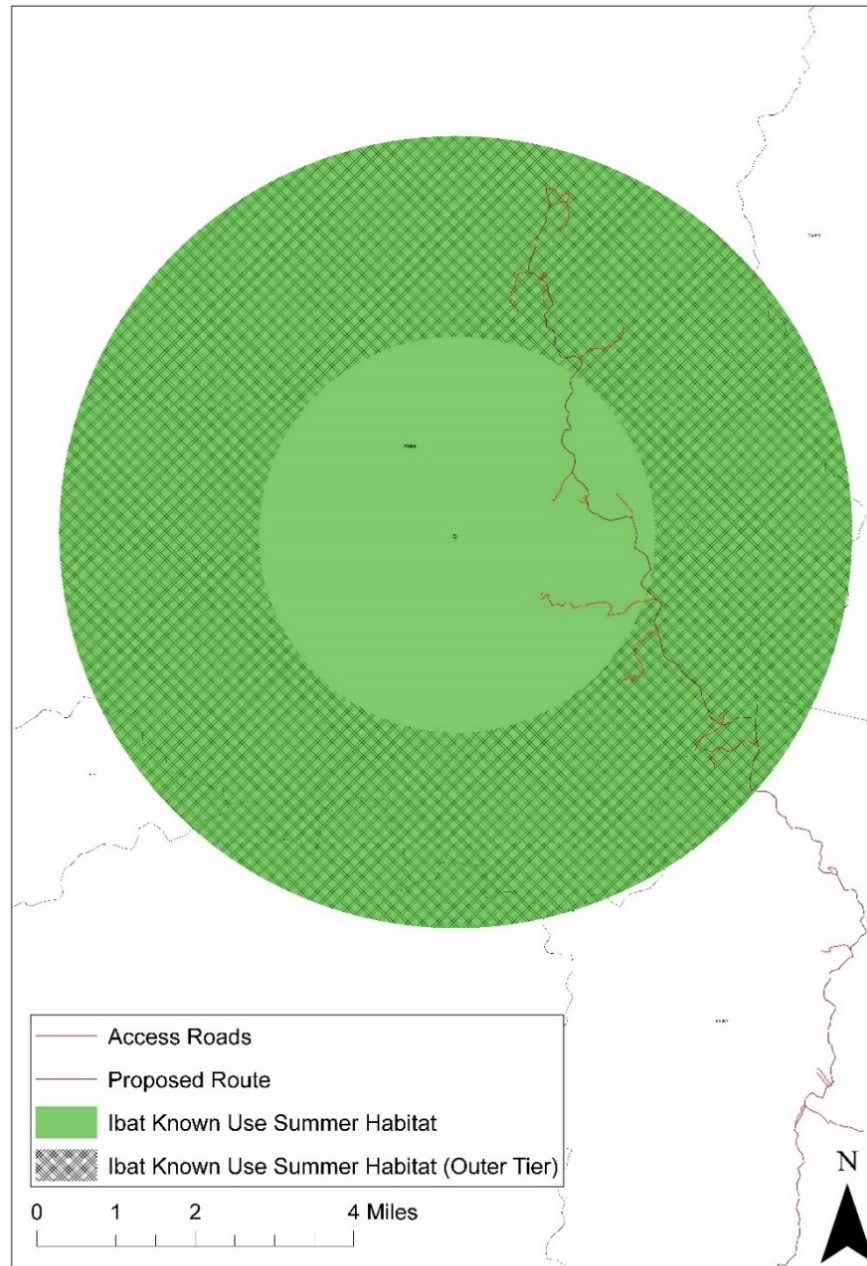 Access Roads
Proposed Route
Ibat Known Use Summer Habitat
Ibat Known Use Summer Habitat (Outer Tier)
0 1 2 4 Miles
N